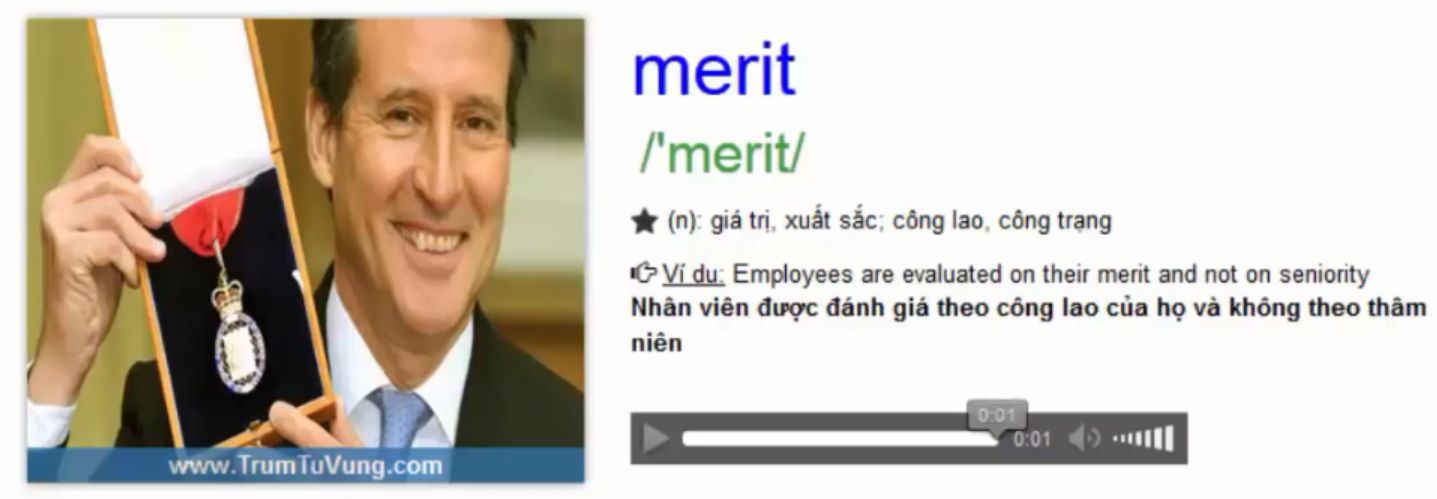 merit
/'merit/
★ (n): giá trị, xuất sắc; công lao, công trạng
Ví dụ: Employees are evaluated on their merit and not on seniority
Nhân viên được đánh giá theo công lao của họ và không theo thâm
niên
0:01
0:01
www.TrumTuVung.com